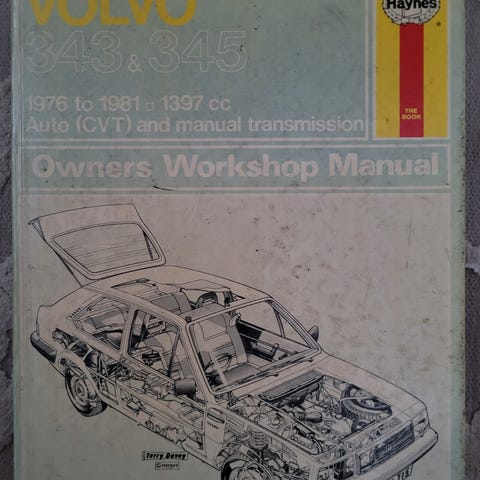 VOLVO
343 & 345
1976 to 1981 □ 1397 cc
Auto (CVT) and manual transmission
Owners Workshop Manual
Haynes
®
THE
BOOK
Terry Davey
© HAYNES